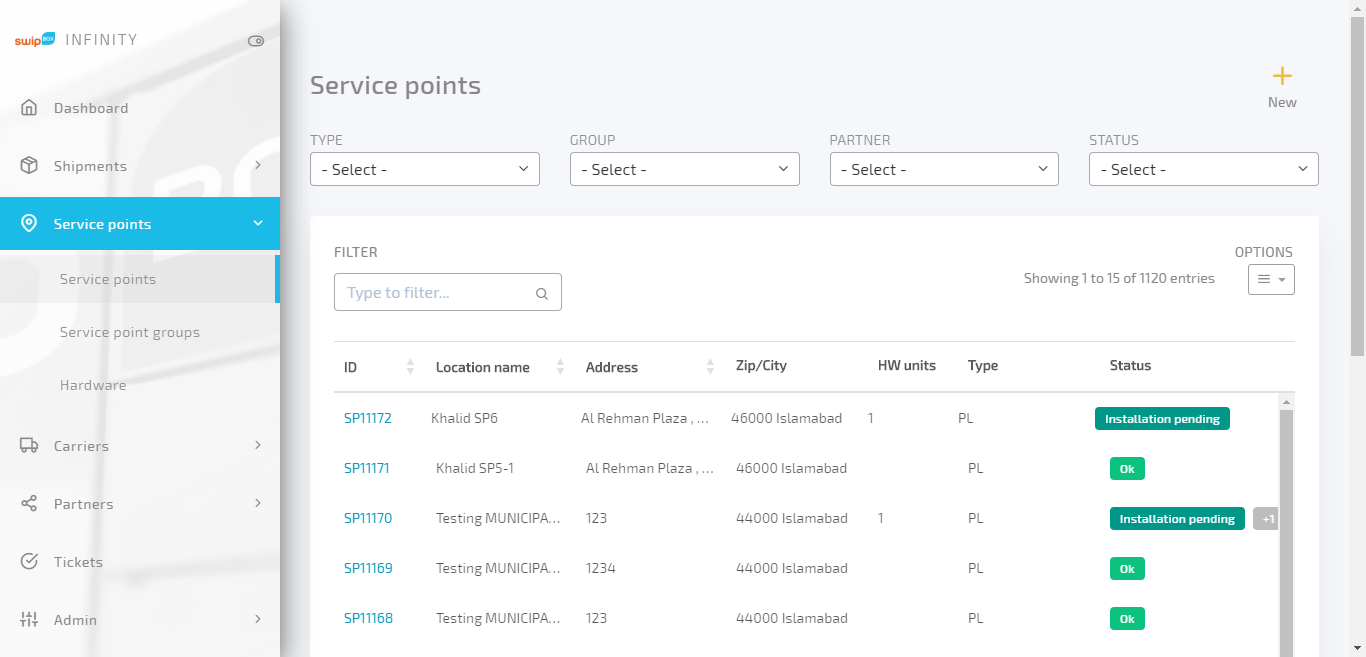 swip BOX INFINITY
Dashboard
Shipments
Service points
Service points
Service point groups
Hardware
Carriers
Partners
Tickets
Admin
Service points
New
TYPE GROUP PARTNER STATUS
- Select - - Select - - Select - - Select -
FILTER OPTIONS
Type to filter... Showing 1 to 15 of 1120 entries
ID Location name Address Zip/City HW units Type Status
SP11172 Khalid SP6 Al Rehman Plaza , ... 46000 Islamabad 1 PL Installation pending
SP11171 Khalid SP5-1 Al Rehman Plaza , ... 46000 Islamabad PL Ok
SP11170 Testing MUNICIPA... 123 44000 Islamabad 1 PL Installation pending +1
SP11169 Testing MUNICIPA... 1234 44000 Islamabad PL Ok
SP11168 Testing MUNICIPA... 123 44000 Islamabad PL Ok